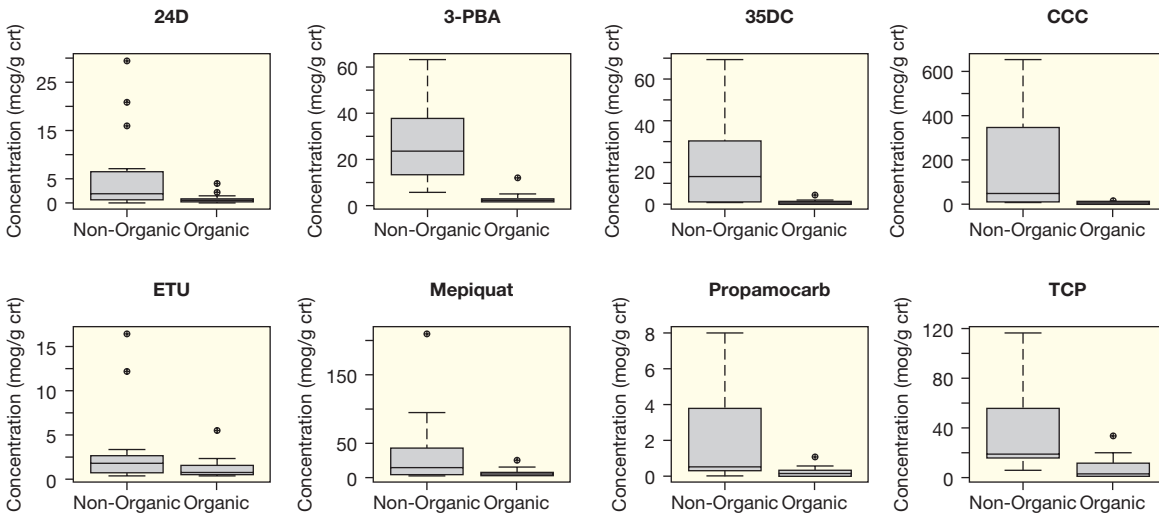 24D
3-PBA
35DC
CCC
Concentration (mcg/g crt)
25
15
5
0
Non-Organic Organic
Concentration (mcg/g crt)
60
40
20
0
Non-Organic Organic
Concentration (mcg/g crt)
60
40
20
0
Non-Organic Organic
Concentration (mcg/g crt)
600
400
200
0
Non-Organic Organic
ETU
Mepiquat
Propamocarb
TCP
Concentration (mog/g crt)
15
10
5
0
Non-Organic Organic
Concentration (mog/g crt)
150
50
0
Non-Organic Organic
Concentration (mog/g crt)
8
6
4
2
0
Non-Organic Organic
Concentration (mog/g crt)
120
80
40
0
Non-Organic Organic